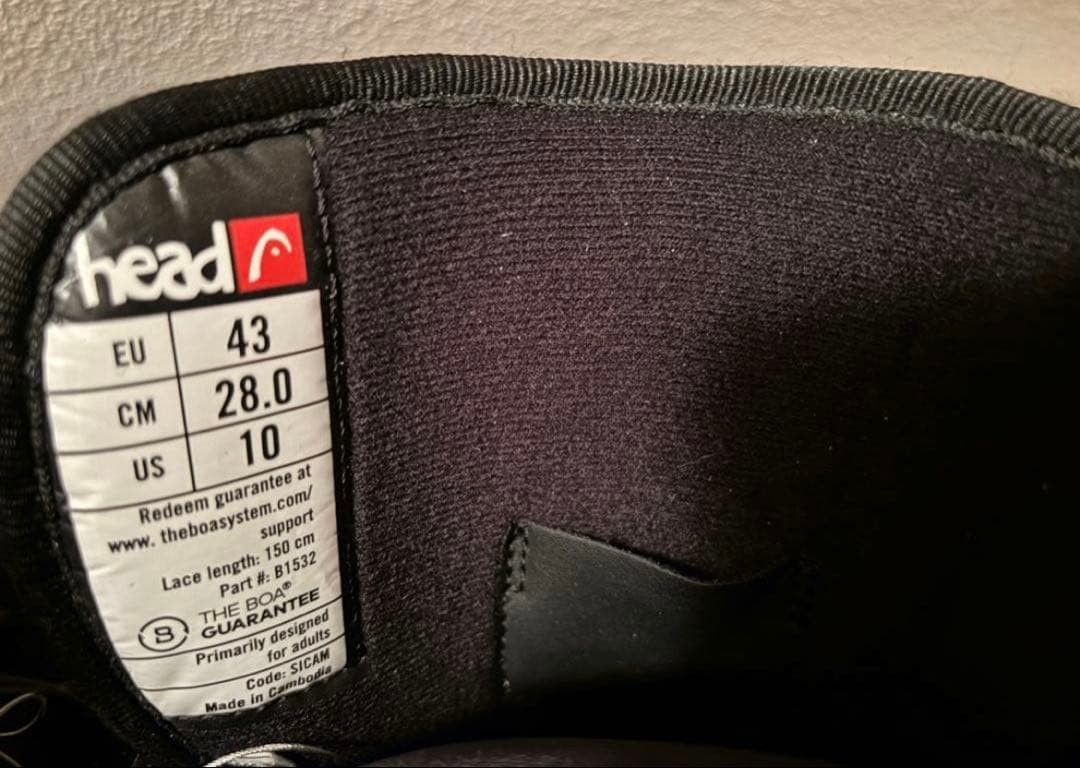 head
EU 43
CM 28.0
US 10
Redeem guarantee at
www. theboasystem.com/
support
Lace length: 150 cm
Part #: B1532
B THE BOA®
GUARANTEE
Primarily designed
for adults
Code: SICAM
Made in Cambodia